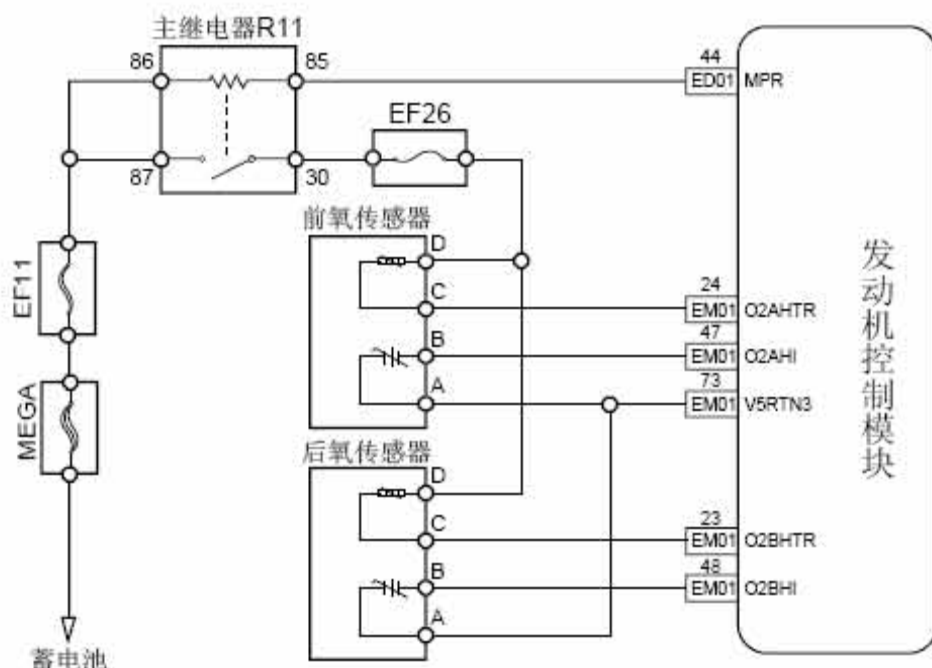 主继电器R11
86
85
44
ED01
MPR
EF26
87
30
前氧传感器
D
24
C
EM01
O2AHTR
47
B
EM01
O2AHI
73
A
EM01
V5RTN3
EF11
MEGA
后氧传感器
D
23
C
EM01
O2BHTR
48
B
EM01
O2BHI
A
发动机控制模块
蓄电池